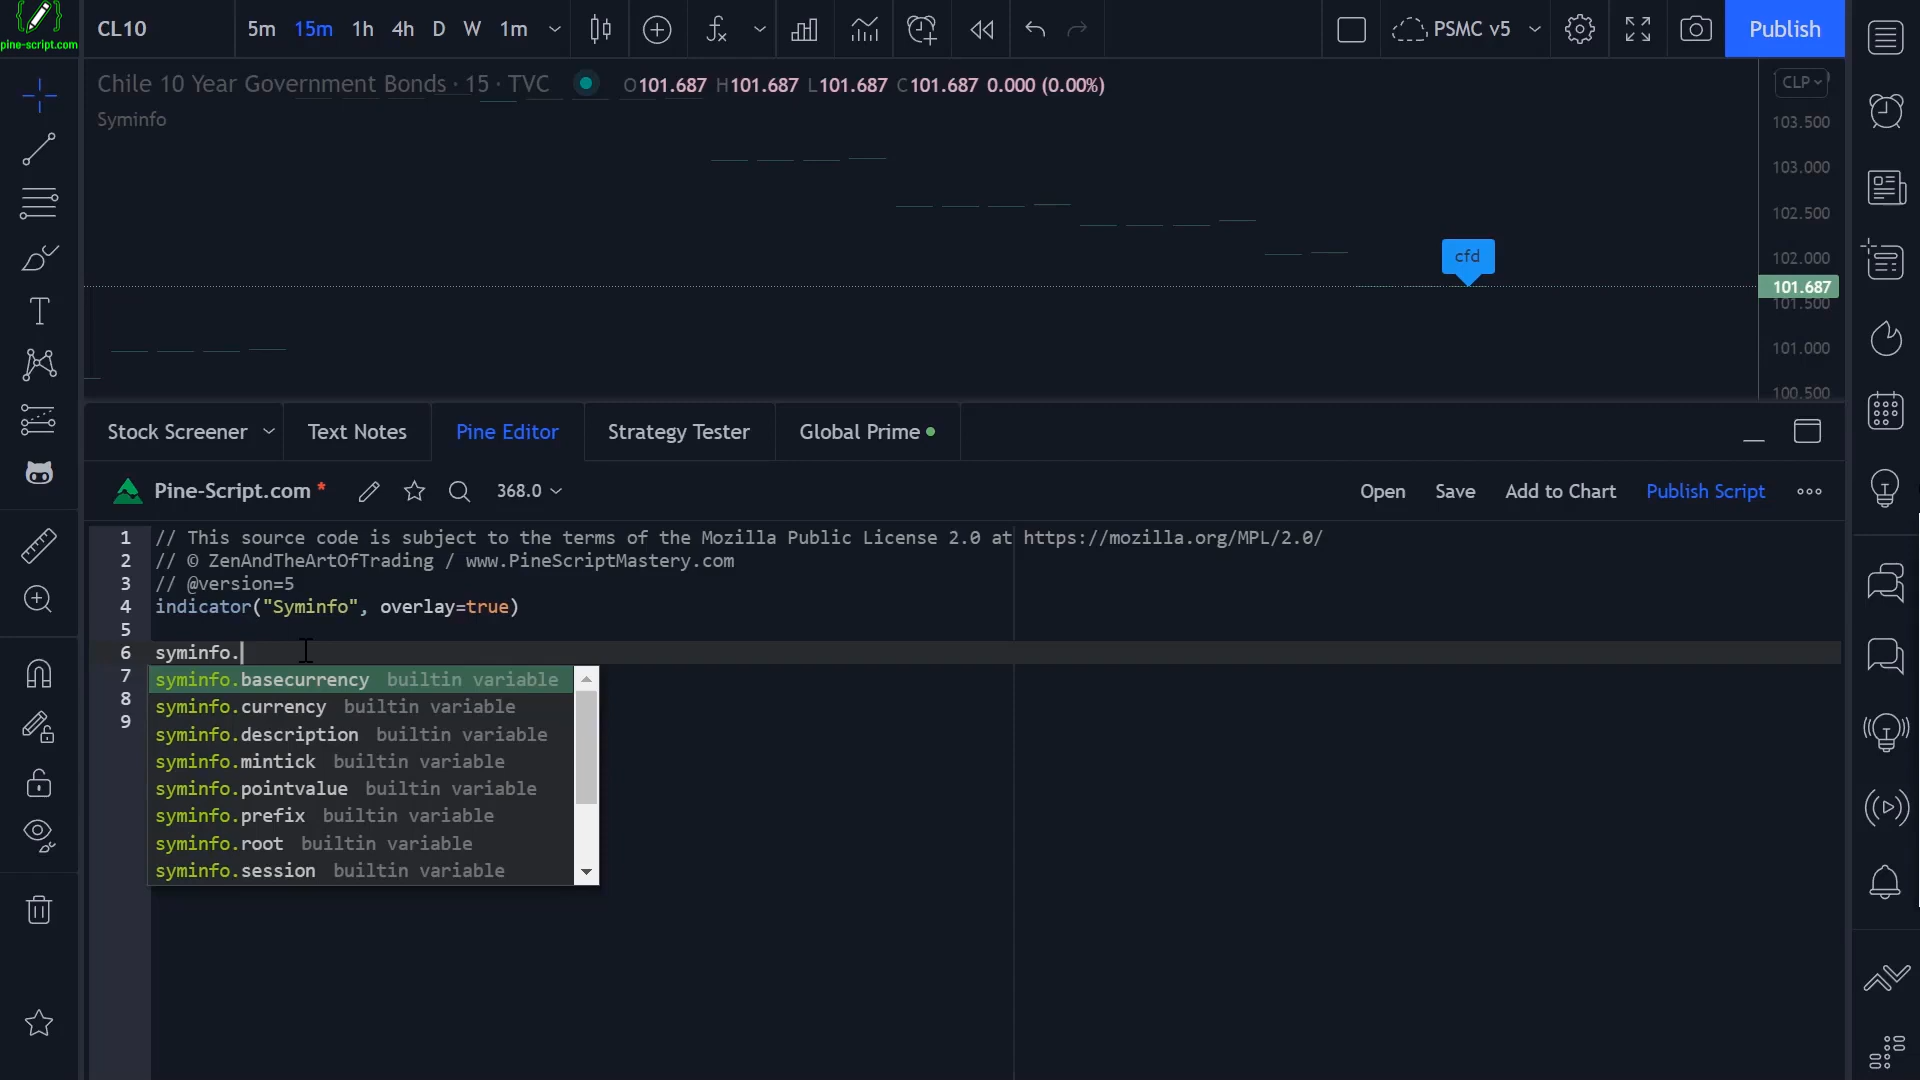 pine-script.com
CL10 5m 15m 1h 4h D W 1m PSMC v5 Publish
Chile 10 Year Government Bonds · 15 · TVC O101.687 H101.687 L101.687 C101.687 0.000 (0.00%) CLP
Syminfo
103.500
103.000
102.500
cfd
102.000
101.687
101.500
101.000
100.500
Stock Screener Text Notes Pine Editor Strategy Tester Global Prime
Pine-Script.com * 368.0 Open Save Add to Chart Publish Script
1 // This source code is subject to the terms of the Mozilla Public License 2.0 at https://mozilla.org/MPL/2.0/
2 // © ZenAndTheArtOfTrading / www.PineScriptMastery.com
3 // @version=5
4 indicator("Syminfo", overlay=true)
5
6 syminfo.
7 syminfo.basecurrency builtin variable
8 syminfo.currency builtin variable
9 syminfo.description builtin variable
syminfo.mintick builtin variable
syminfo.pointvalue builtin variable
syminfo.prefix builtin variable
syminfo.root builtin variable
syminfo.session builtin variable